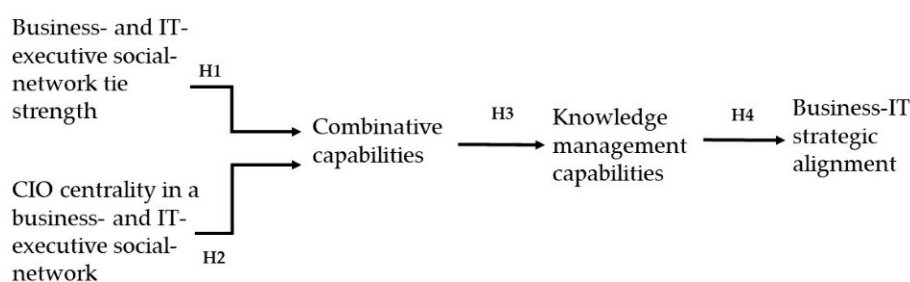 Business- and IT-
executive social-
network tie
strength
H1
CIO centrality in a
business- and IT-
executive social-
network
H2
Combinative
capabilities
H3
Knowledge
management
capabilities
H4
Business-IT
strategic
alignment